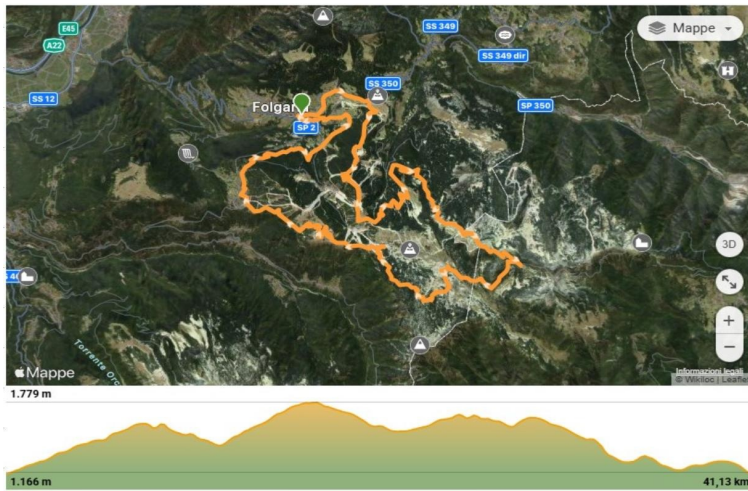 E45
A22
SS 349
Mappe
SS 349 dir
SS 350
SS 12
Folgar
SP 2
SP 350
3D
Torrente Orc
Mappe
Informazioni legali
© Wikiloc | Leafle
1.779 m
1.166 m
41,13 km